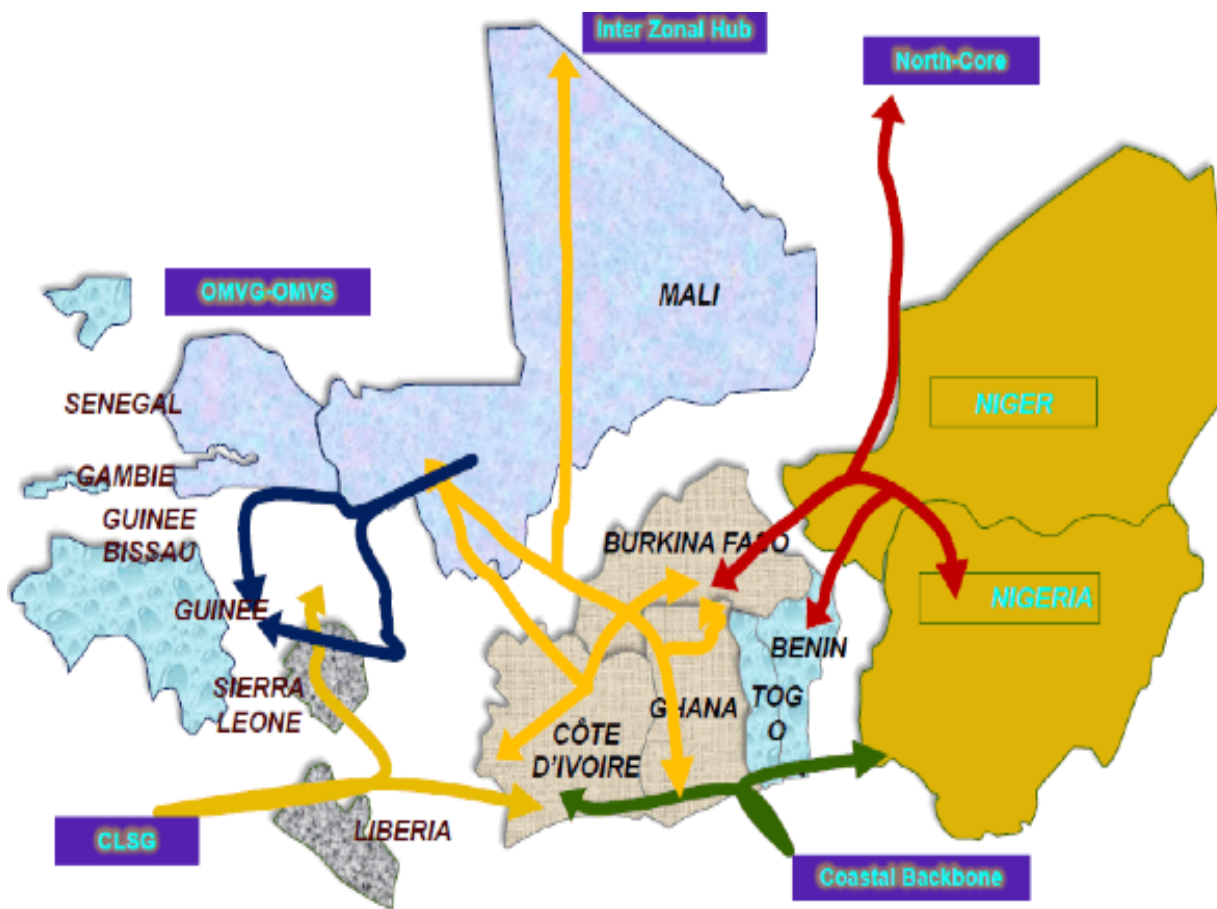 Inter Zonal Hub
North-Core
OMVG-OMVS
MALI
SENEGAL
NIGER
GAMBIE
GUINEE
BISSAU
BURKINA FASO
GUINEE
NIGERIA
BENIN
SIERRA
LEONE
TOG
O
GHANA
CÔTE
D'IVOIRE
LIBERIA
CLSG
Coastal Backbone